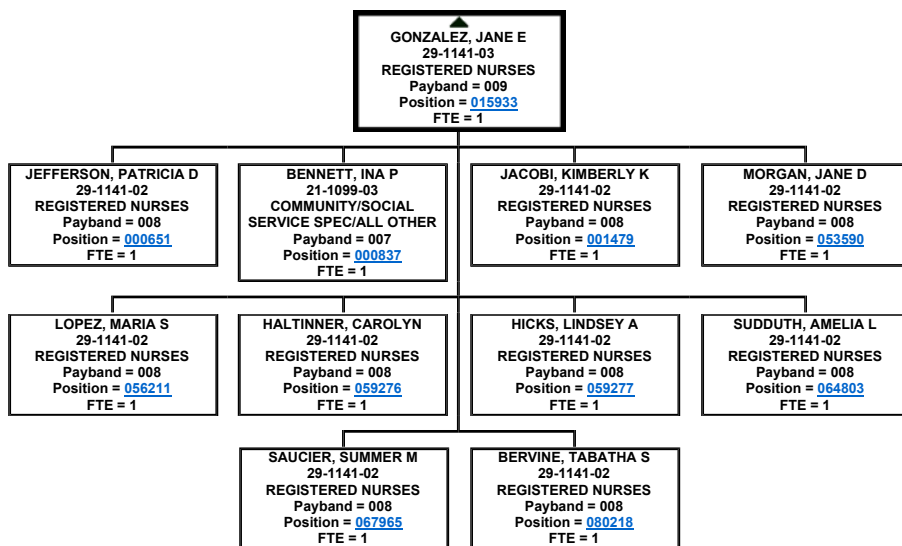 GONZALEZ, JANE E
29-1141-03
REGISTERED NURSES
Payband = 009
Position = 015933
FTE = 1
JEFFERSON, PATRICIA D
29-1141-02
REGISTERED NURSES
Payband = 008
Position = 000651
FTE = 1
BENNETT, INA P
21-1099-03
COMMUNITY/SOCIAL
SERVICE SPEC/ALL OTHER
Payband = 007
Position = 000837
FTE = 1
JACOBI, KIMBERLY K
29-1141-02
REGISTERED NURSES
Payband = 008
Position = 001479
FTE = 1
MORGAN, JANE D
29-1141-02
REGISTERED NURSES
Payband = 008
Position = 053590
FTE = 1
LOPEZ, MARIA S
29-1141-02
REGISTERED NURSES
Payband = 008
Position = 056211
FTE = 1
HALTINNER, CAROLYN
29-1141-02
REGISTERED NURSES
Payband = 008
Position = 059276
FTE = 1
HICKS, LINDSEY A
29-1141-02
REGISTERED NURSES
Payband = 008
Position = 059277
FTE = 1
SUDDUTH, AMELIA L
29-1141-02
REGISTERED NURSES
Payband = 008
Position = 064803
FTE = 1
SAUCIER, SUMMER M
29-1141-02
REGISTERED NURSES
Payband = 008
Position = 067965
FTE = 1
BERVINE, TABATHA S
29-1141-02
REGISTERED NURSES
Payband = 008
Position = 080218
FTE = 1